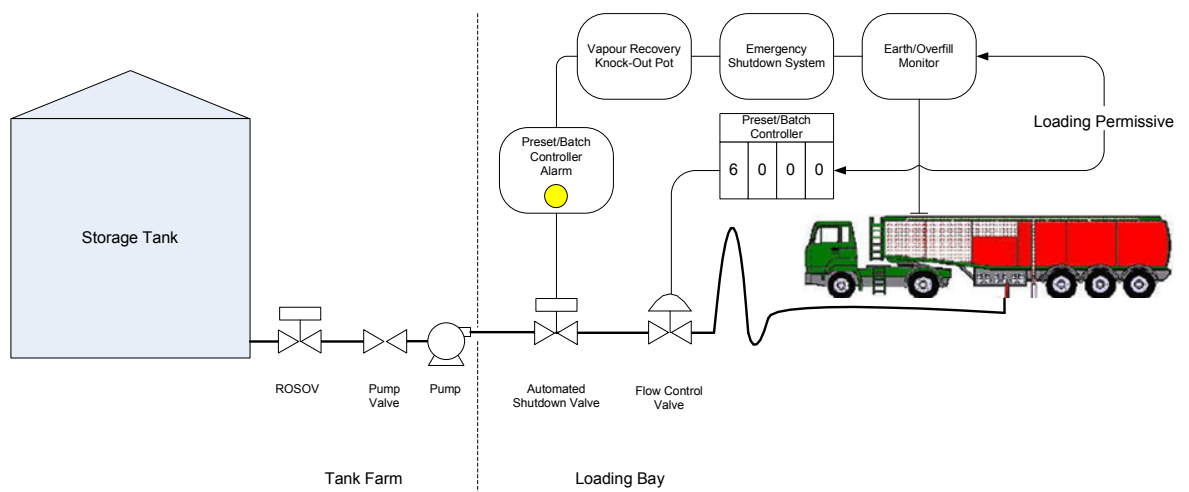 Vapour Recovery
Knock-Out Pot
Emergency
Shutdown System
Earth/Overfill
Monitor
Loading Permissive
Preset/Batch
Controller
6 0 0 0
Preset/Batch
Controller
Alarm
Storage Tank
ROSOV
Pump
Valve
Pump
Automated
Shutdown Valve
Flow Control
Valve
Tank Farm
Loading Bay